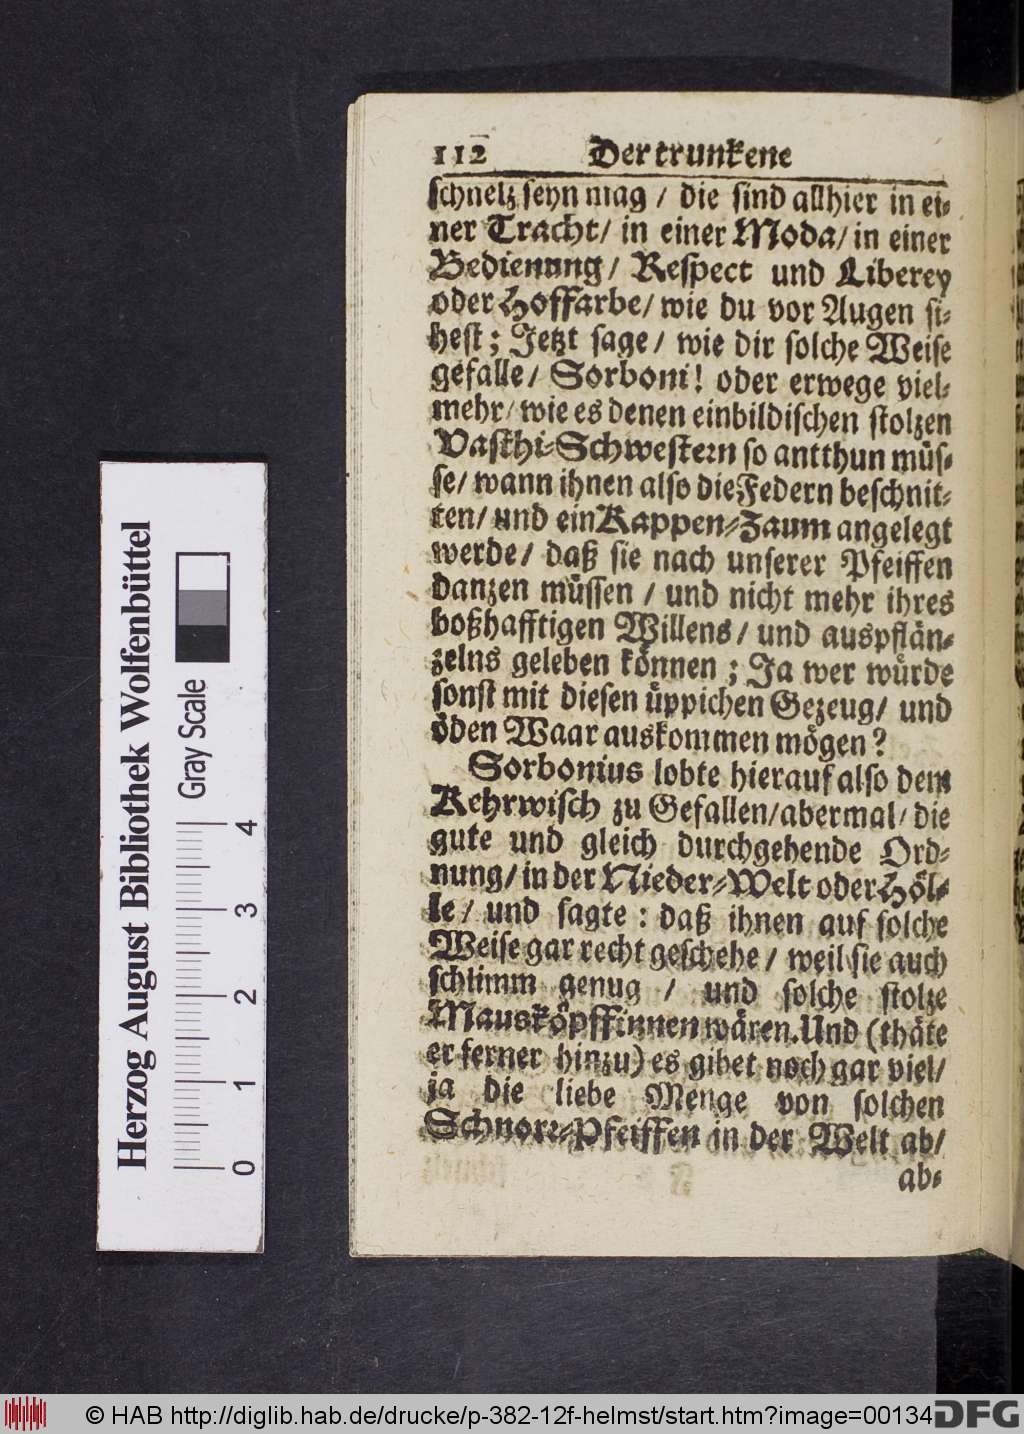 112 Der trunkene
schnelz seyn mag / die sind allhier in ei-
ner Tracht / in einer Moda / in einer
Bedienung / Respect und Liberey
oder Hoffarbe / wie du vor Augen si-
hest ; Jetzt sage / wie dir solche Weise
gefalle / Sorboni! oder erwege viel-
mehr / wie es denen einbildischen stolzen
Vasthi-Schwestern so antthun müs-
se / wann ihnen also die Federn beschnit-
ten / und ein Kappen-Zaum angelegt
werde / daß sie nach unserer Pfeiffen
danzen müssen / und nicht mehr ihres
boßhafftigen Willens / und auspflän-
zelns geleben können ; Ja wer würde
sonst mit diesen üppichen Gezeug / und
öden Waar auskommen mögen ?
Sorbonius lobte hierauf also dem
Kehrwisch zu Gefallen / abermal / die
gute und gleich durchgehende Ord-
nung / in der Nieder-Welt oder Höl-
le / und sagte : daß ihnen auf solche
Weise gar recht geschehe / weil sie auch
schlimm genug / und solche stolze
Mausköpffinnen wären. Und (thäte
er ferner hinzu) es gibet noch gar viel /
ja die liebe Menge von solchen
Schnorr-Pfeiffen in der Welt ab /
ab-
Herzog August Bibliothek Wolfenbüttel
Gray Scale
0 1 2 3 4
© HAB http://diglib.hab.de/drucke/p-382-12f-helmst/start.htm?image=00134
DFG